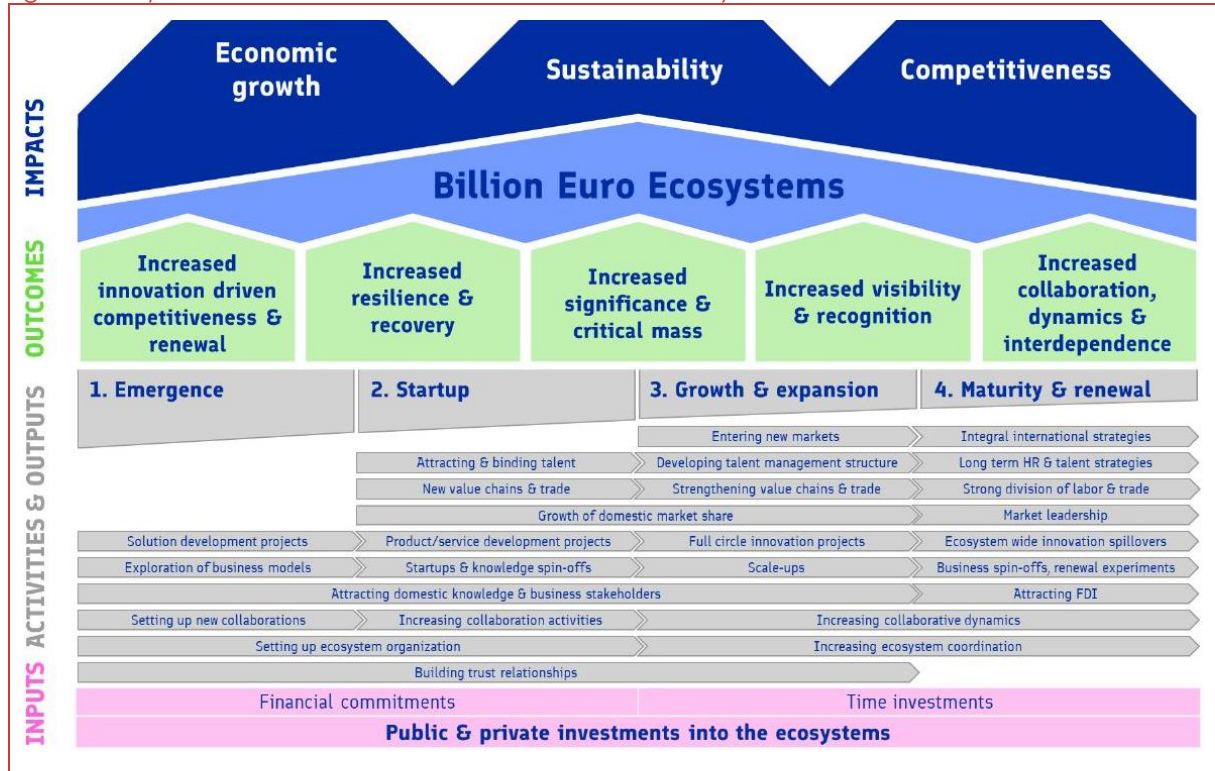 Economic
growth
Sustainability
Competitiveness
IMPACTS
Billion Euro Ecosystems
OUTCOMES
Increased
innovation driven
competitiveness &
renewal
Increased
resilience &
recovery
Increased
significance &
critical mass
Increased visibility
& recognition
Increased
collaboration,
dynamics &
interdependence
ACTIVITIES & OUTPUTS
1. Emergence
2. Startup
3. Growth & expansion
4. Maturity & renewal
Entering new markets
Integral international strategies
Attracting & binding talent
Developing talent management structure
Long term HR & talent strategies
New value chains & trade
Strengthening value chains & trade
Strong division of labor & trade
Growth of domestic market share
Market leadership
Solution development projects
Product/service development projects
Full circle innovation projects
Ecosystem wide innovation spillovers
Exploration of business models
Startups & knowledge spin-offs
Scale-ups
Business spin-offs, renewal experiments
Attracting domestic knowledge & business stakeholders
Attracting FDI
Setting up new collaborations
Increasing collaboration activities
Increasing collaborative dynamics
Setting up ecosystem organization
Increasing ecosystem coordination
Building trust relationships
INPUTS
Financial commitments
Time investments
Public & private investments into the ecosystems